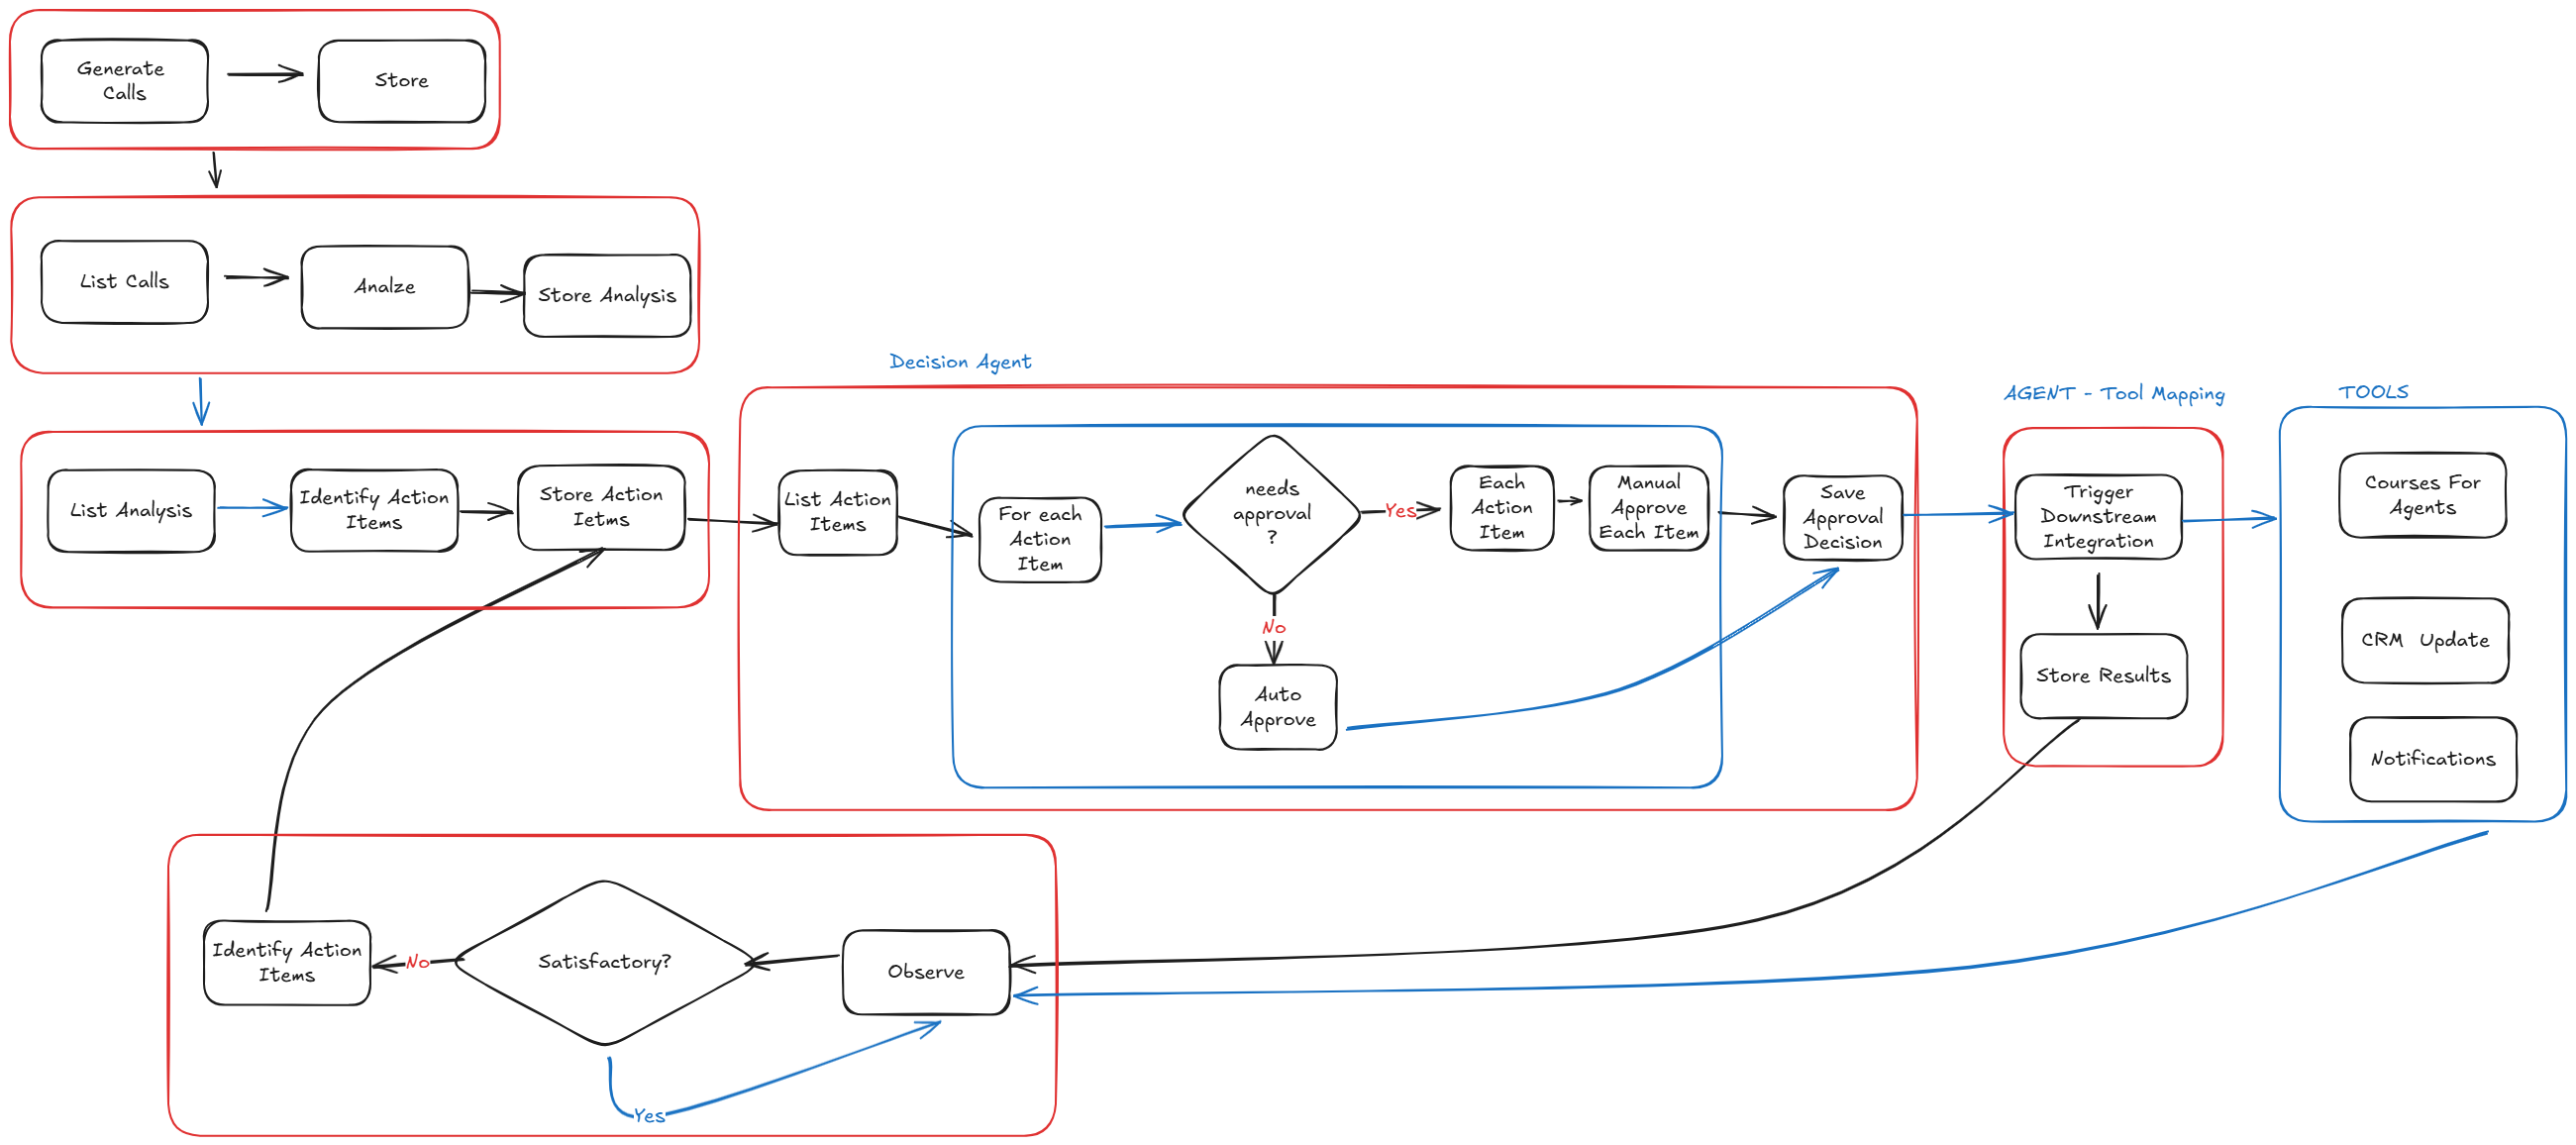 Generate
Calls
Store
List Calls
Analze
Store Analysis
Decision Agent
AGENT - Tool Mapping
TOOLS
List Analysis
Identify Action
Items
Store Action
Ietms
List Action
Items
For each
Action
Item
needs
approval
?
Yes
Each
Action
Item
Manual
Approve
Each Item
Save
Approval
Decision
Trigger
Downstream
Integration
Courses For
Agents
No
Auto
Approve
Store Results
CRM Update
Notifications
Identify Action
Items
No
Satisfactory?
Observe
Yes